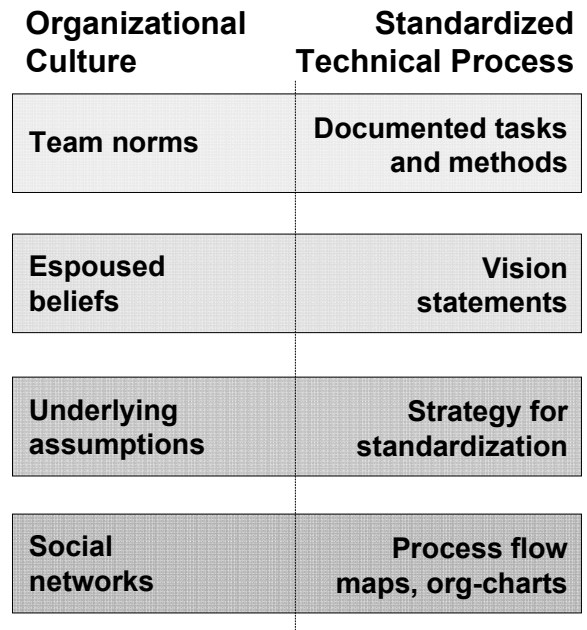 Organizational
Culture
Standardized
Technical Process
Team norms
Documented tasks
and methods
Espoused
beliefs
Vision
statements
Underlying
assumptions
Strategy for
standardization
Social
networks
Process flow
maps, org-charts